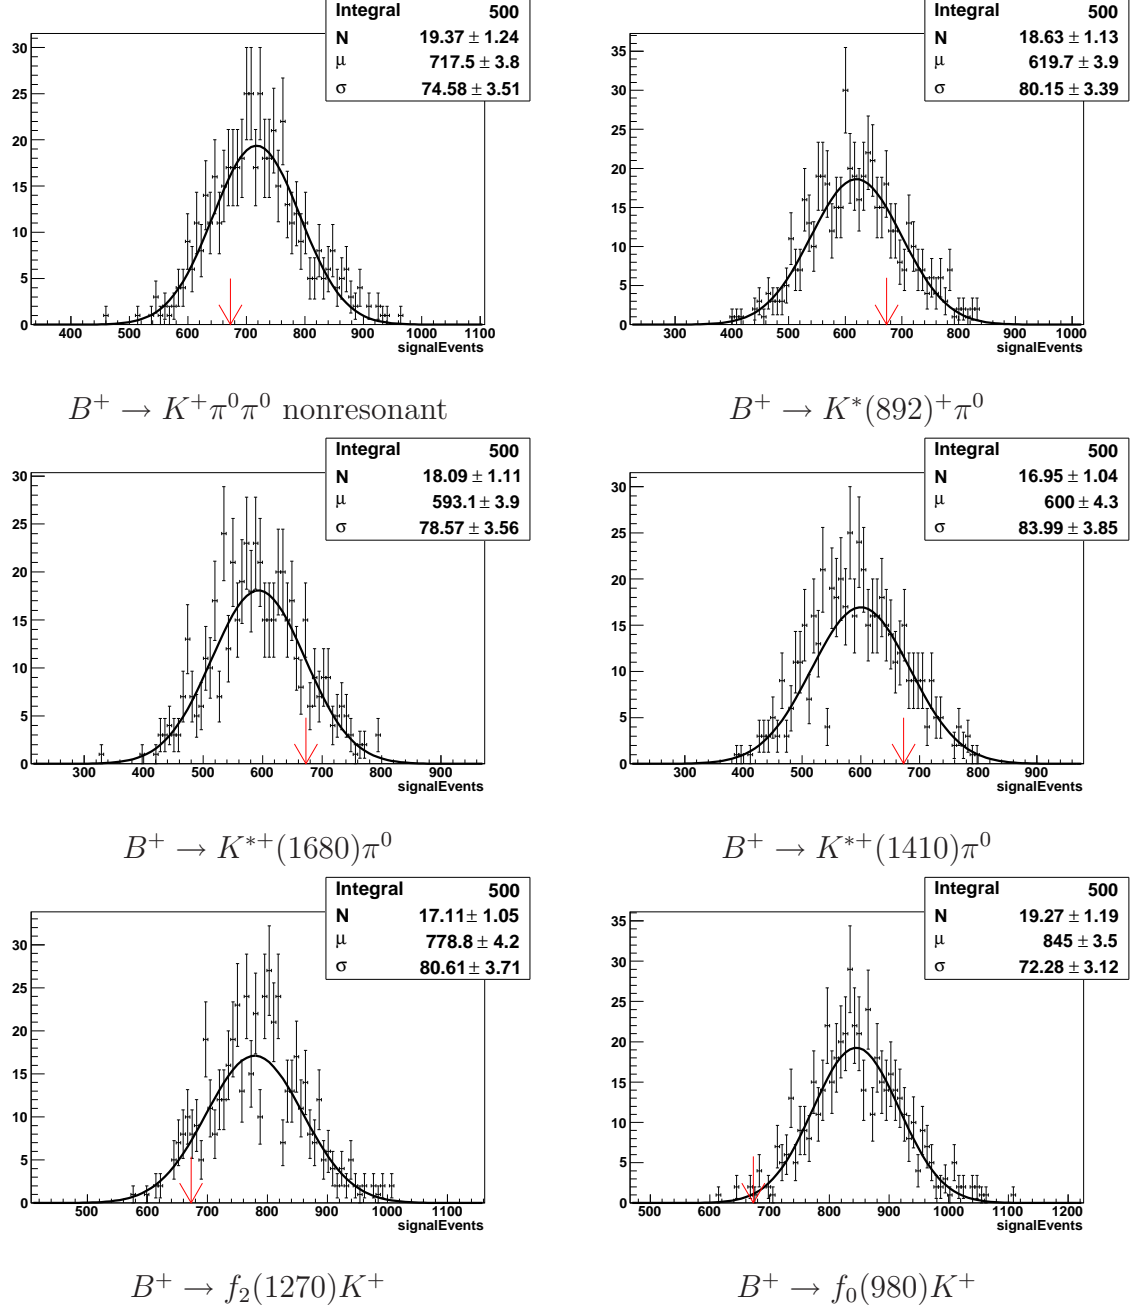 Integral 500
N 19.37 ± 1.24
μ 717.5 ± 3.8
σ 74.58 ± 3.51
30
25
20
15
10
5
0
400 500 600 700 800 900 1000 1100
signalEvents
B⁺ → K⁺π⁰π⁰ nonresonant
Integral 500
N 18.63 ± 1.13
μ 619.7 ± 3.9
σ 80.15 ± 3.39
35
30
25
20
15
10
5
0
300 400 500 600 700 800 900 1000
signalEvents
B⁺ → K*(892)⁺π⁰
Integral 500
N 18.09 ± 1.11
μ 593.1 ± 3.9
σ 78.57 ± 3.56
30
25
20
15
10
5
0
300 400 500 600 700 800 900
signalEvents
B⁺ → K*⁺(1680)π⁰
Integral 500
N 16.95 ± 1.04
μ 600 ± 4.3
σ 83.99 ± 3.85
30
25
20
15
10
5
0
300 400 500 600 700 800 900
signalEvents
B⁺ → K*⁺(1410)π⁰
Integral 500
N 17.11 ± 1.05
μ 778.8 ± 4.2
σ 80.61 ± 3.71
30
25
20
15
10
5
0
500 600 700 800 900 1000 1100
signalEvents
B⁺ → f₂(1270)K⁺
Integral 500
N 19.27 ± 1.19
μ 845 ± 3.5
σ 72.28 ± 3.12
35
30
25
20
15
10
5
0
500 600 700 800 900 1000 1100 1200
signalEvents
B⁺ → f₀(980)K⁺